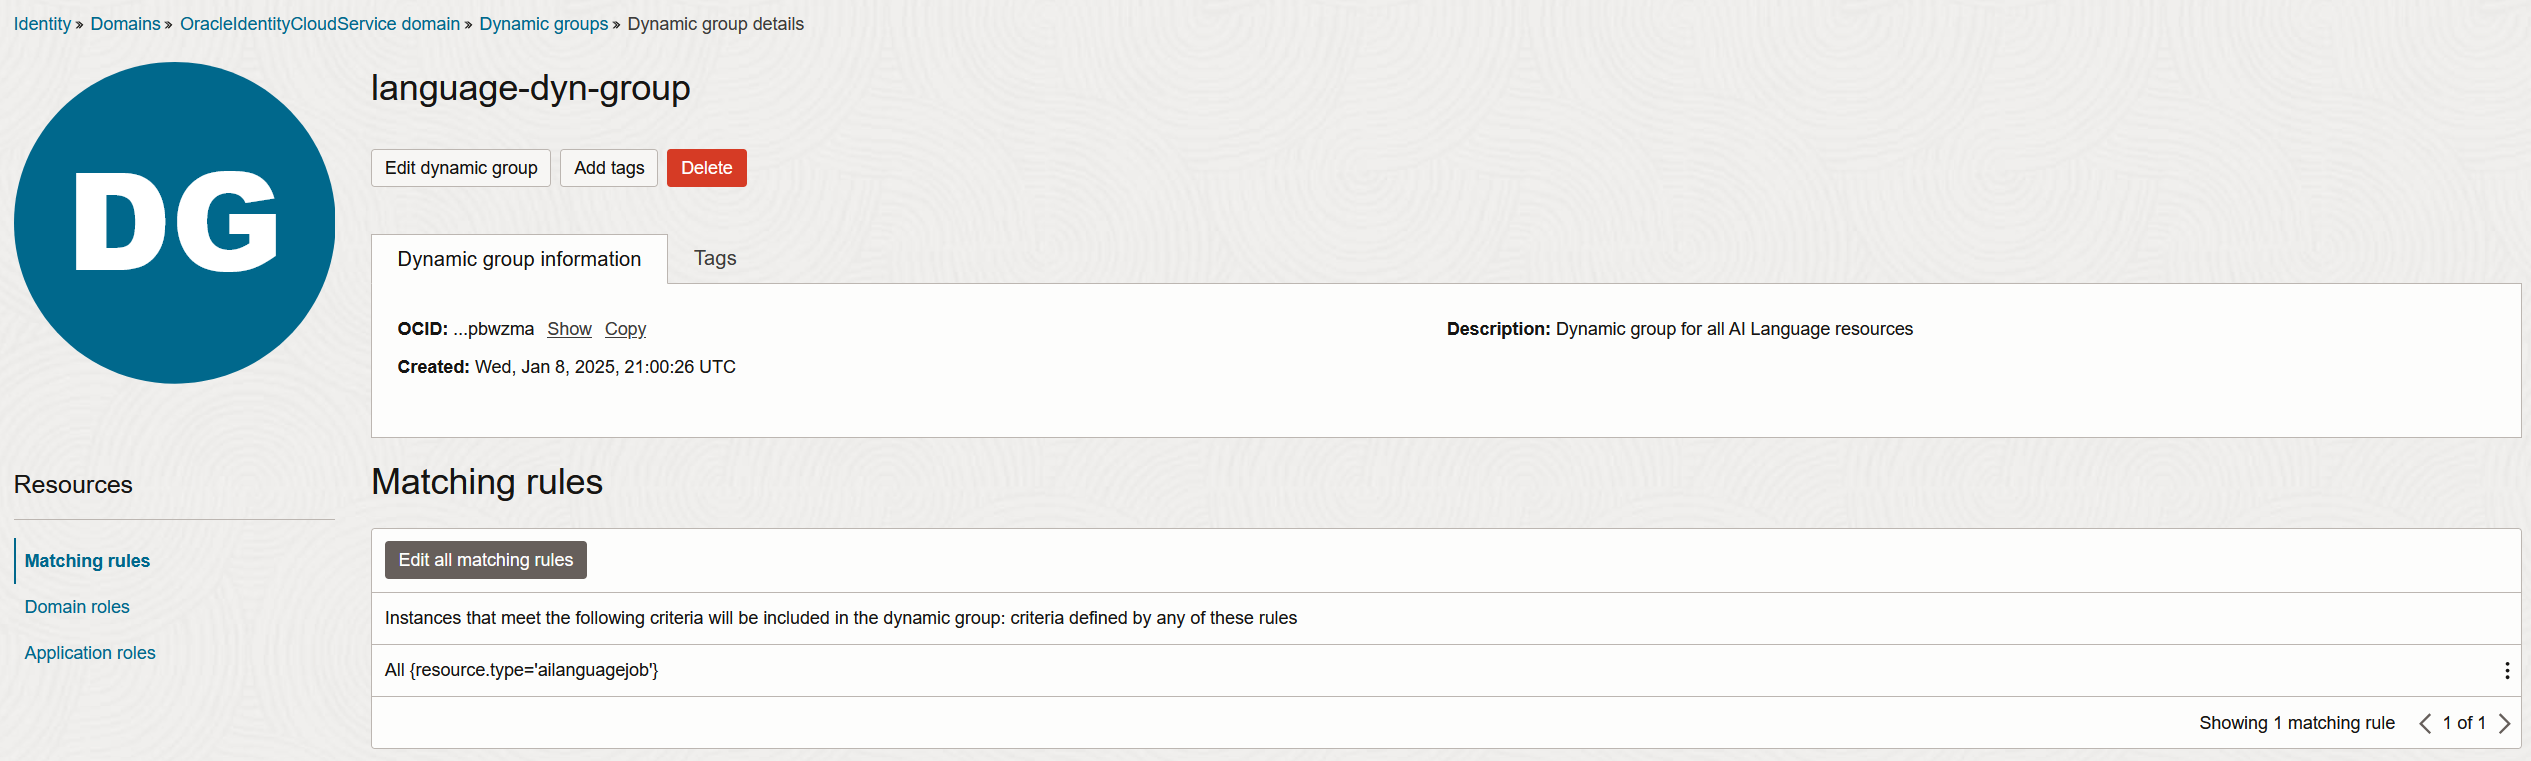 Identity » Domains » OracleIdentityCloudService domain » Dynamic groups » Dynamic group details
DG
language-dyn-group
Edit dynamic group Add tags Delete
Dynamic group information Tags
OCID: ...pbwzma Show Copy
Description: Dynamic group for all AI Language resources
Created: Wed, Jan 8, 2025, 21:00:26 UTC
Resources
Matching rules
Domain roles
Application roles
Matching rules
Edit all matching rules
Instances that meet the following criteria will be included in the dynamic group: criteria defined by any of these rules
All {resource.type='ailanguagejob'}
Showing 1 matching rule 1 of 1